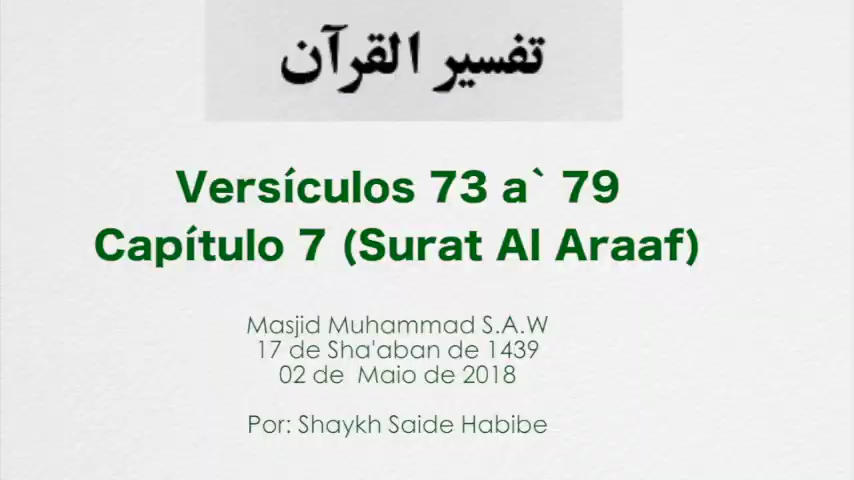 تفسير القرآن
Versículos 73 a` 79
Capítulo 7 (Surat Al Araaf)
Masjid Muhammad S.A.W
17 de Sha'aban de 1439
02 de Maio de 2018
Por: Shaykh Saide Habibe